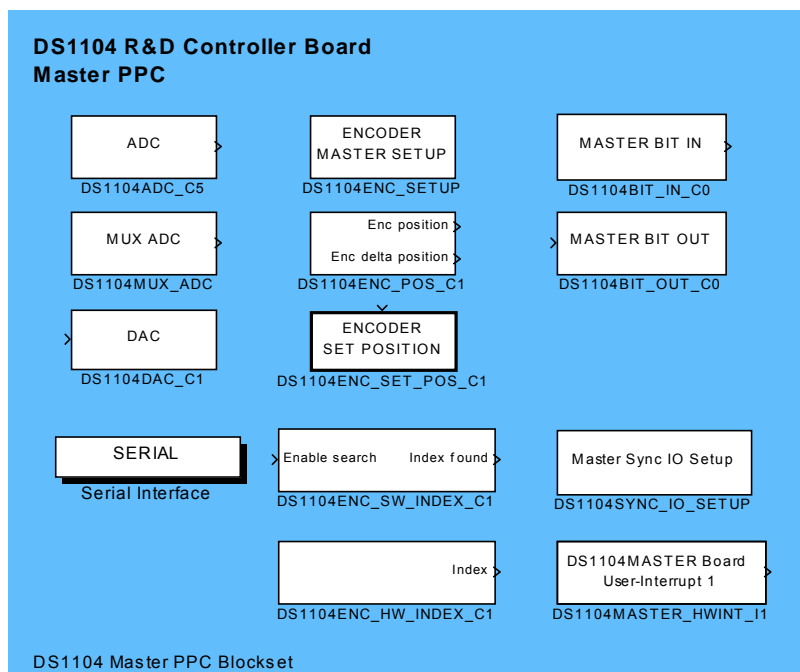 DS1104 R&D Controller Board
Master PPC
ADC
DS1104ADC_C5
ENCODER
MASTER SETUP
DS1104ENC_SETUP
MASTER BIT IN
DS1104BIT_IN_C0
MUX ADC
DS1104MUX_ADC
Enc position
Enc delta position
DS1104ENC_POS_C1
MASTER BIT OUT
DS1104BIT_OUT_C0
DAC
DS1104DAC_C1
ENCODER
SET POSITION
DS1104ENC_SET_POS_C1
SERIAL
Serial Interface
Enable search Index found
DS1104ENC_SW_INDEX_C1
Master Sync IO Setup
DS1104SYNC_IO_SETUP
Index
DS1104ENC_HW_INDEX_C1
DS1104MASTER Board
User-Interrupt 1
DS1104MASTER_HWINT_I1
DS1104 Master PPC Blockset